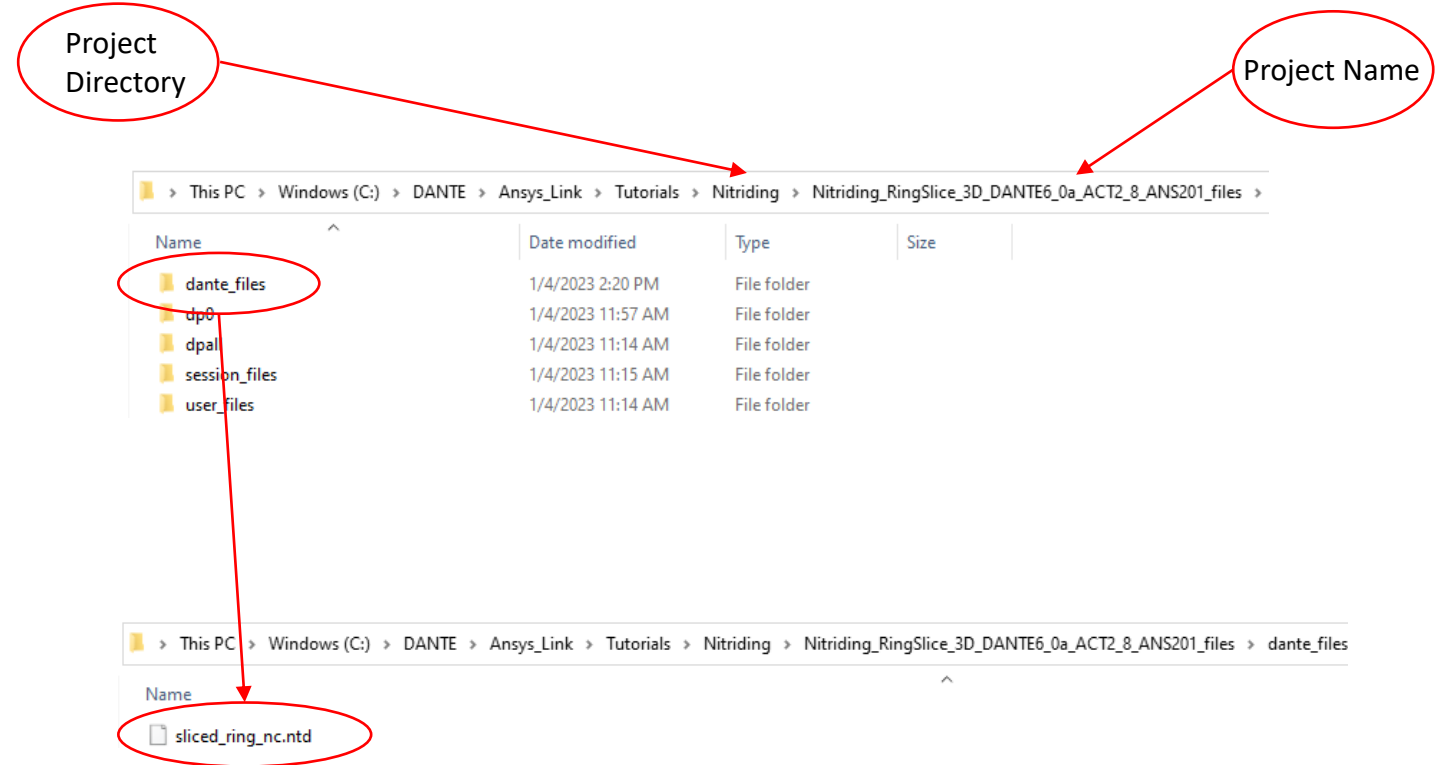 Project
Directory
Project Name
> This PC > Windows (C:) > DANTE > Ansys_Link > Tutorials > Nitriding > Nitriding_RingSlice_3D_DANTE6_0a_ACT2_8_ANS201_files >
Name Date modified Type Size
dante_files 1/4/2023 2:20 PM File folder
dp0 1/4/2023 11:57 AM File folder
dpall 1/4/2023 11:14 AM File folder
session_files 1/4/2023 11:15 AM File folder
user_files 1/4/2023 11:14 AM File folder
> This PC > Windows (C:) > DANTE > Ansys_Link > Tutorials > Nitriding > Nitriding_RingSlice_3D_DANTE6_0a_ACT2_8_ANS201_files > dante_files
Name
sliced_ring_nc.ntd